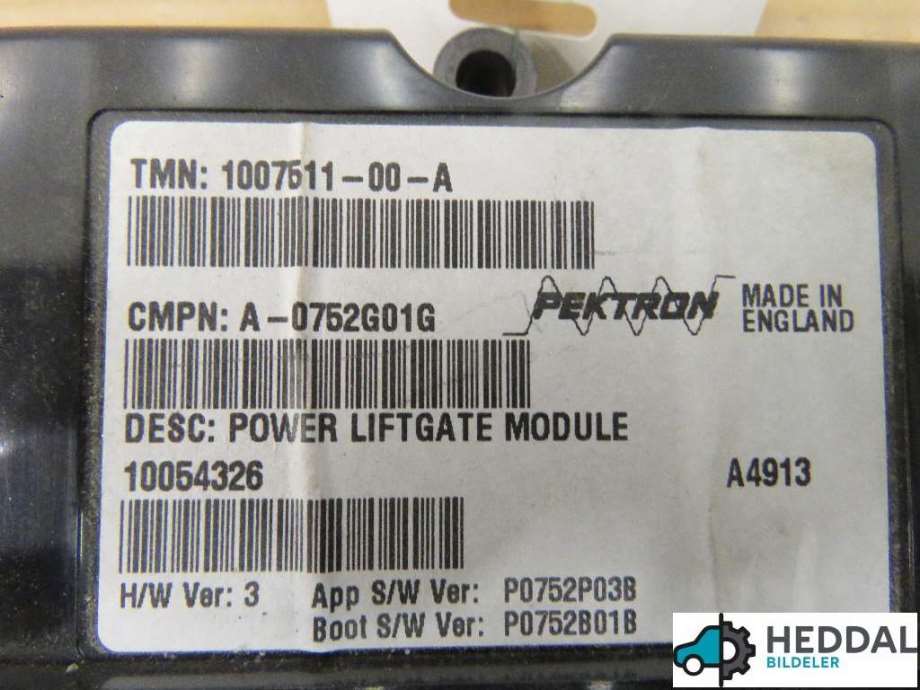 TMN: 1007511-00-A
CMPN: A-0752G01G
PEKTRON
MADE IN
ENGLAND
DESC: POWER LIFTGATE MODULE
10054326
A4913
H/W Ver: 3
App S/W Ver: P0752P03B
Boot S/W Ver: P0752B01B
HEDDAL
BILDELER